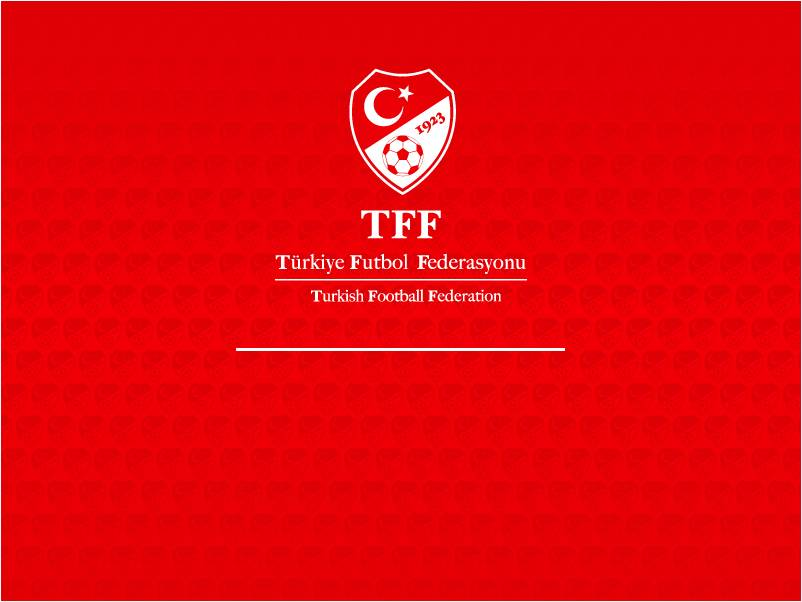 1923
TFF
Türkiye Futbol Federasyonu
Turkish Football Federation